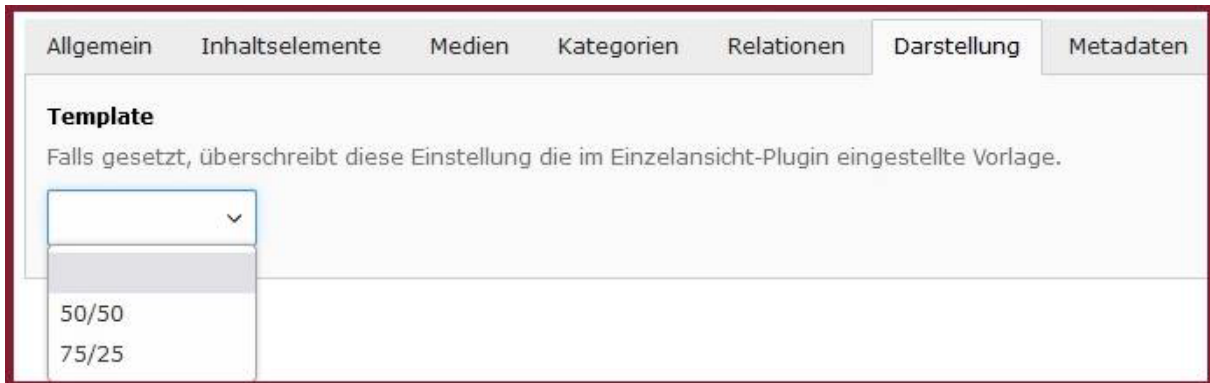 Allgemein Inhaltselemente Medien Kategorien Relationen Darstellung Metadaten
Template
Falls gesetzt, überschreibt diese Einstellung die im Einzelansicht-Plugin eingestellte Vorlage.
50/50
75/25